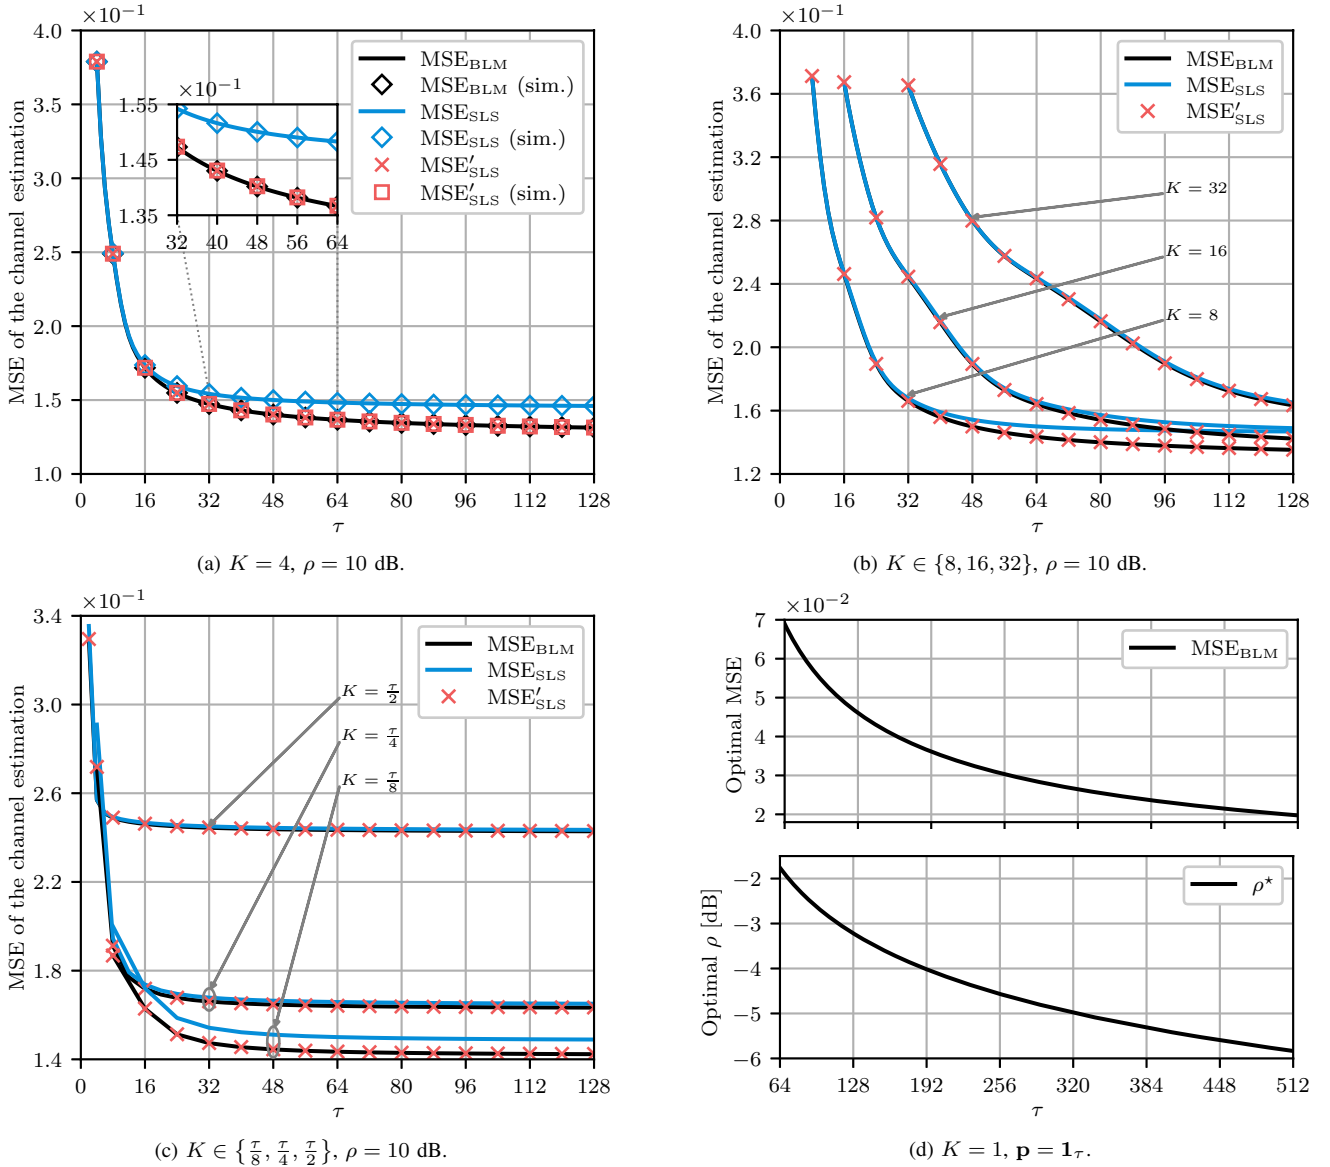 ×10⁻¹
4.0
3.5
3.0
2.5
2.0
1.5
1.0
MSE of the channel estimation
0 16 32 48 64 80 96 112 128
τ
MSE_BLM
MSE_BLM (sim.)
MSE_SLS
MSE_SLS (sim.)
MSE′_SLS
MSE′_SLS (sim.)
×10⁻¹
1.55
1.45
1.35
32 40 48 56 64
(a) K = 4, ρ = 10 dB.
×10⁻¹
4.0
3.6
3.2
2.8
2.4
2.0
1.6
1.2
MSE of the channel estimation
0 16 32 48 64 80 96 112 128
τ
MSE_BLM
MSE_SLS
MSE′_SLS
K = 32
K = 16
K = 8
(b) K ∈ {8, 16, 32}, ρ = 10 dB.
×10⁻¹
3.4
3.0
2.6
2.2
1.8
1.4
MSE of the channel estimation
0 16 32 48 64 80 96 112 128
τ
MSE_BLM
MSE_SLS
MSE′_SLS
K = τ/2
K = τ/4
K = τ/8
(c) K ∈ {τ/8, τ/4, τ/2}, ρ = 10 dB.
×10⁻²
7
6
5
4
3
2
Optimal MSE
MSE_BLM
−2
−3
−4
−5
−6
Optimal ρ [dB]
ρ⋆
64 128 192 256 320 384 448 512
τ
(d) K = 1, p = 1_τ.